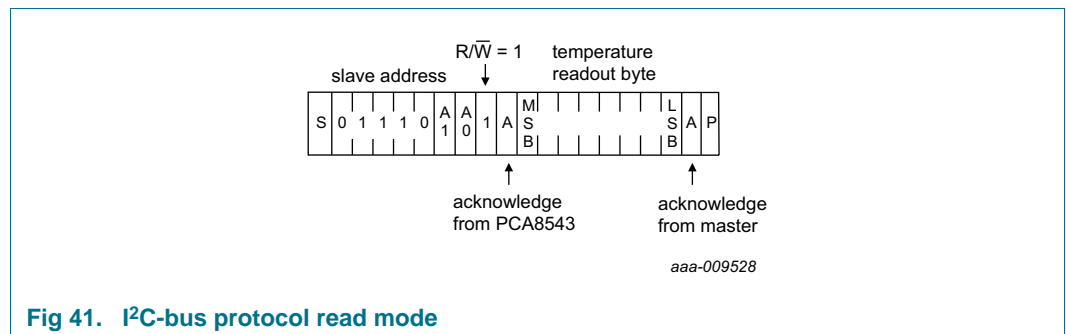 R/W̅ = 1 temperature
slave address readout byte
S 0 1 1 1 0 A1 A0 1 A MSB LSB A P
acknowledge acknowledge
from PCA8543 from master
aaa-009528
Fig 41. I²C-bus protocol read mode